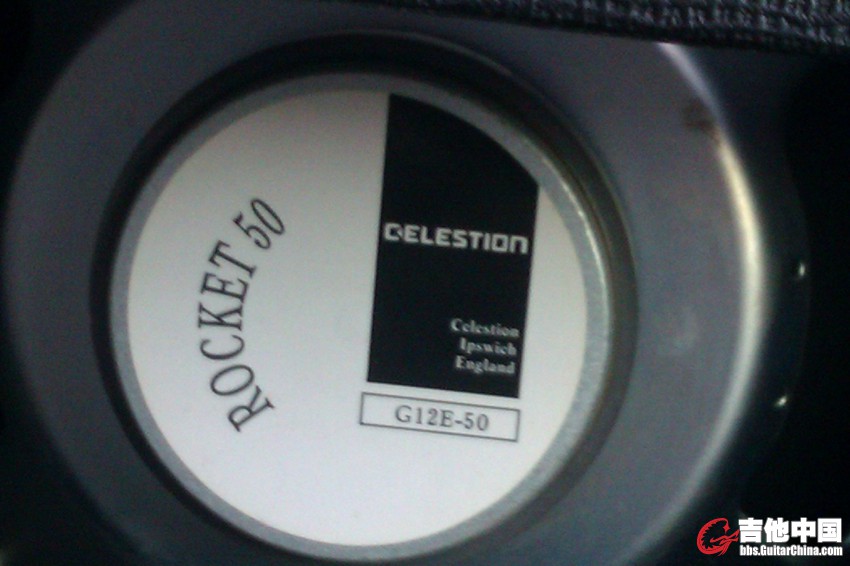 ROCKET 50
CELESTION
Celestion
Ipswich
England
G12E-50
吉他中国
bbs.GuitarChina.com